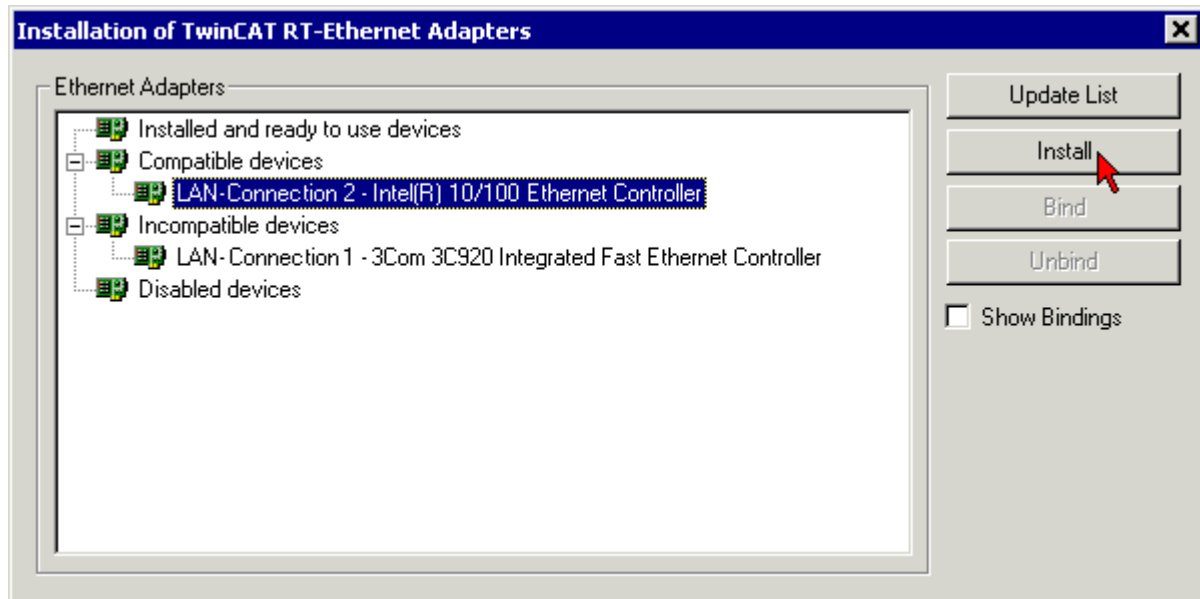 Installation of TwinCAT RT-Ethernet Adapters
Ethernet Adapters
Installed and ready to use devices
Compatible devices
LAN-Connection 2 - Intel(R) 10/100 Ethernet Controller
Incompatible devices
LAN-Connection 1 - 3Com 3C920 Integrated Fast Ethernet Controller
Disabled devices
Update List
Install
Bind
Unbind
Show Bindings